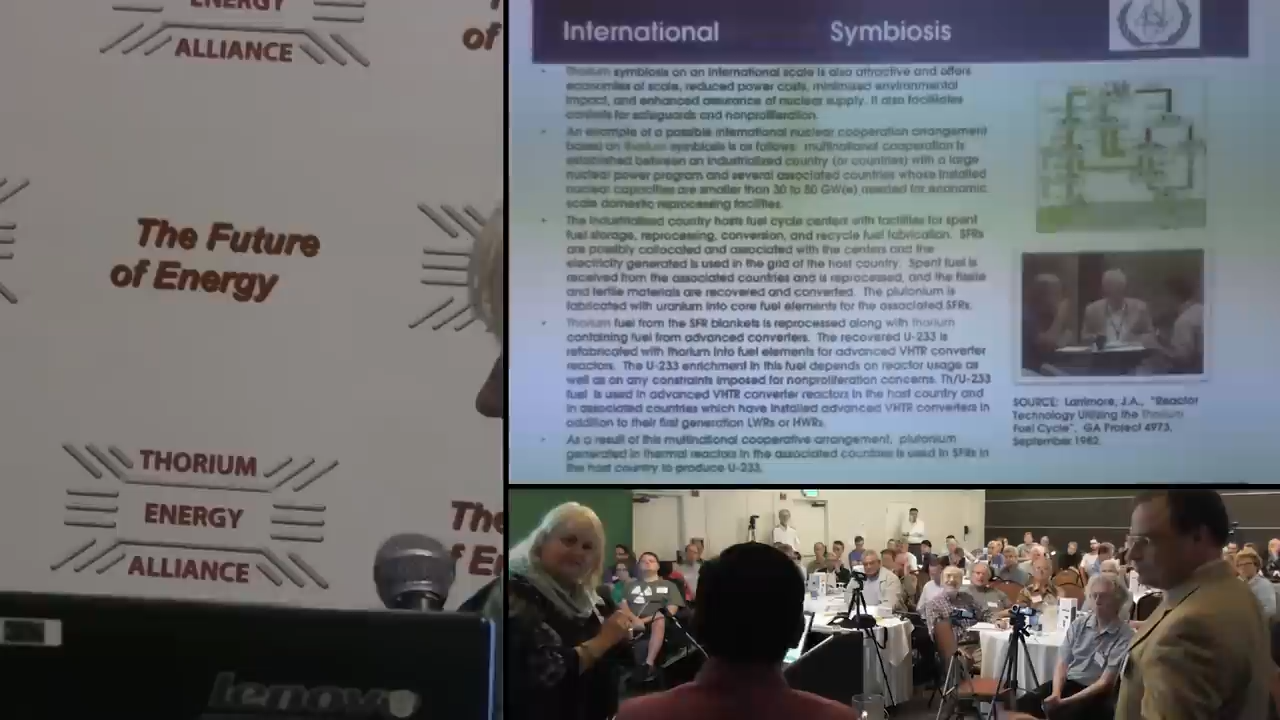 ENERGY
ALLIANCE
of
The Future
of Energy
THORIUM
ENERGY
ALLIANCE
The
f E
lenovo
International Symbiosis
Thorium symbiosis on an international scale is also attractive and offers
economies of scale, reduced power costs, minimized environmental
impact, and enhanced assurance of nuclear supply. It also facilitates
controls for safeguards and nonproliferation.
An example of a possible international nuclear cooperation arrangement
based on thorium symbiosis is as follows: multinational cooperation is
established between an industrialized country (or countries) with a large
nuclear power program and several associated countries whose installed
nuclear capacities are smaller than 30 to 50 GW(e) needed for economic
scale domestic reprocessing facilities.
The industrialized country hosts fuel cycle centers with facilities for spent
fuel storage, reprocessing, conversion, and recycle fuel fabrication. SFRs
are possibly collocated and associated with the centers and the
electricity generated is used in the grid of the host country. Spent fuel is
received from the associated countries and is reprocessed, and the fissile
and fertile materials are recovered and converted. The plutonium is
fabricated with uranium into core fuel elements for the associated SFRs.
Thorium fuel from the SFR blankets is reprocessed along with thorium
containing fuel from advanced converters. The recovered U-233 is
refabricated with thorium into fuel elements for advanced VHTR converter
reactors. The U-233 enrichment in this fuel depends on reactor usage as
well as on any constraints imposed for nonproliferation concerns. Th/U-233
fuel is used in advanced VHTR converter reactors in the host country and
in associated countries which have installed advanced VHTR converters in
addition to their first generation LWRs or HWRs.
As a result of this multinational cooperative arrangement, plutonium
generated in thermal reactors in the associated countries is used in SFRs in
the host country to produce U-233.
SOURCE: Larrimore, J.A., "Reactor
Technology Utilizing the Thorium
Fuel Cycle", GA Project 4973,
September 1982.